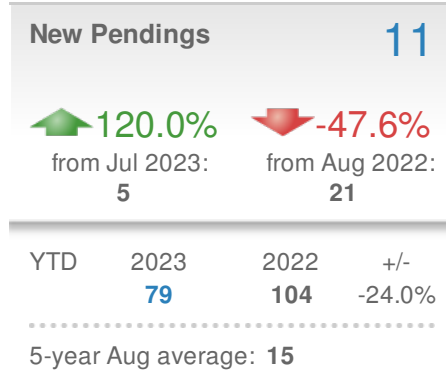 New Pendings 11
120.0% -47.6%
from Jul 2023: from Aug 2022:
5 21
YTD 2023 2022 +/-
79 104 -24.0%
5-year Aug average: 15